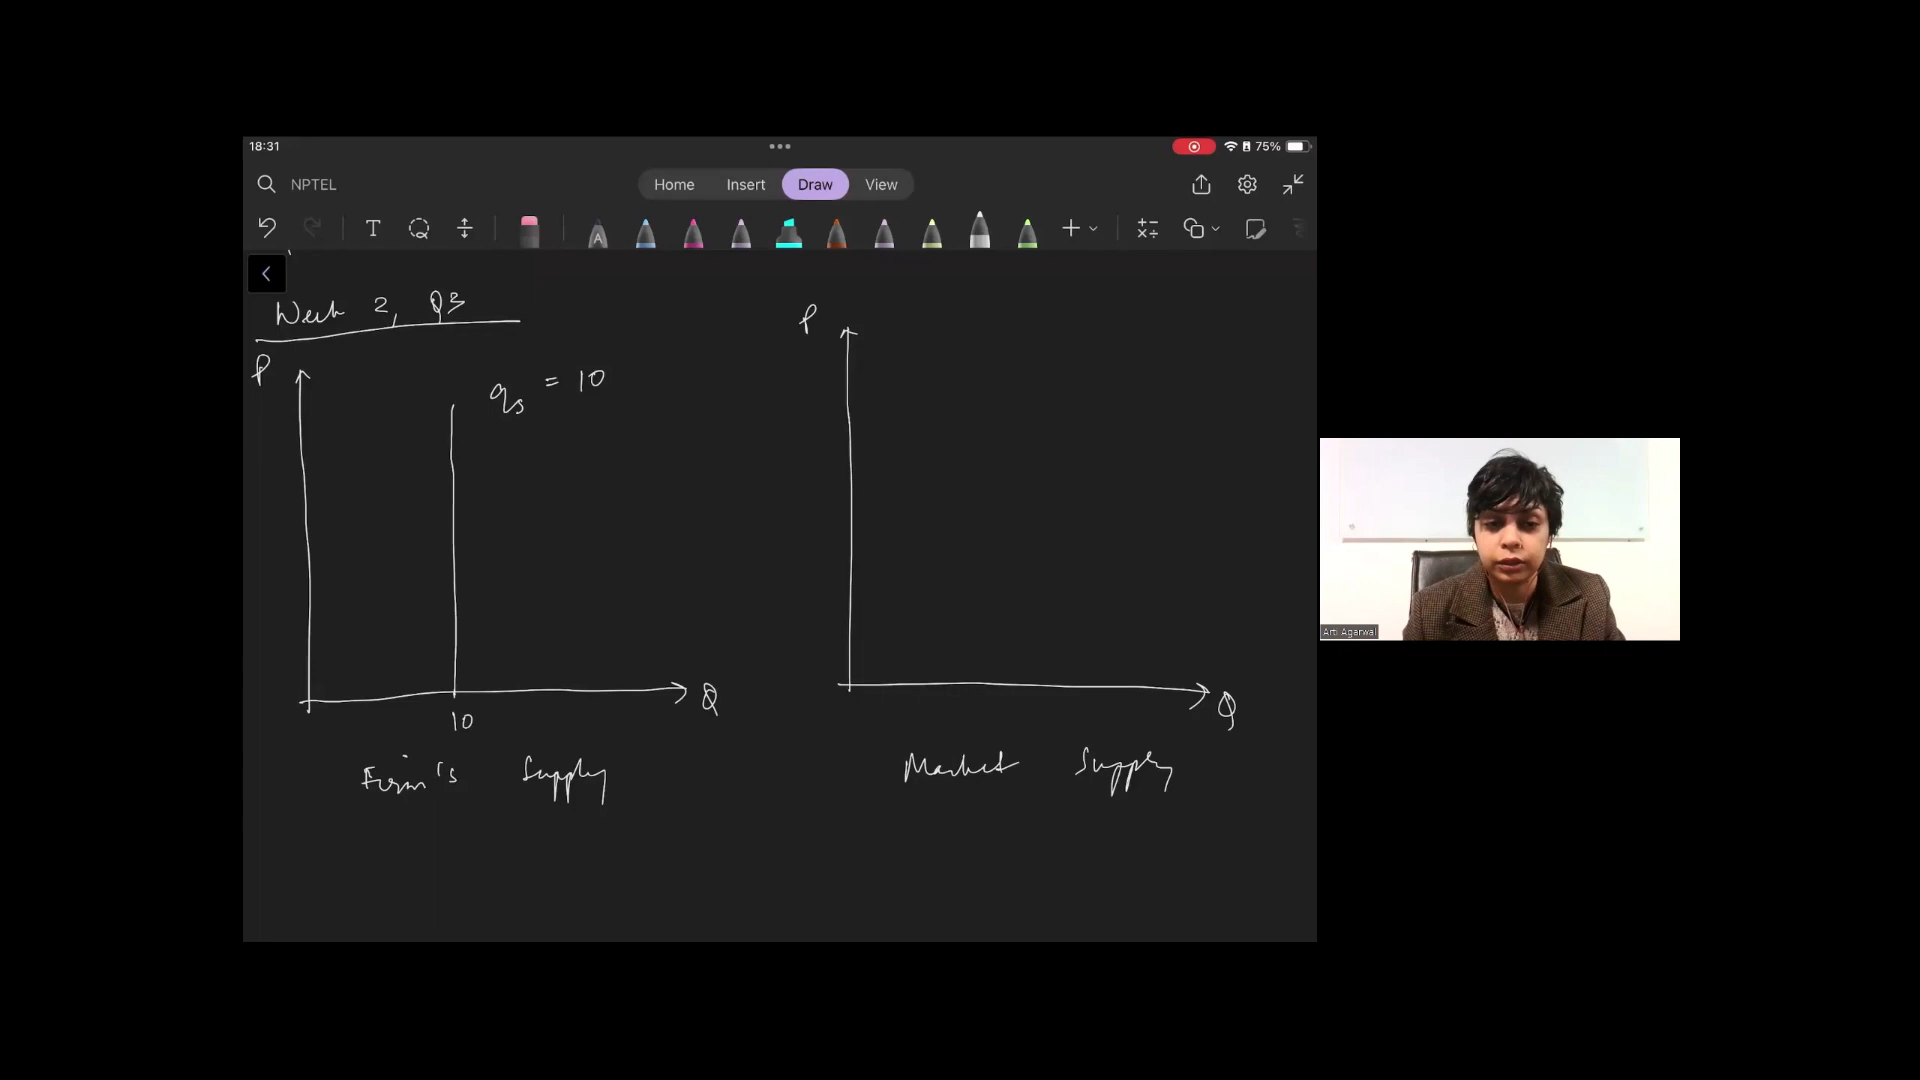 18:31
75%
NPTEL
Home Insert Draw View
T
A
Week 2, Q3
P
qs = 10
10
Q
Firm's Supply
P
Q
Market Supply
Arti Agarwal